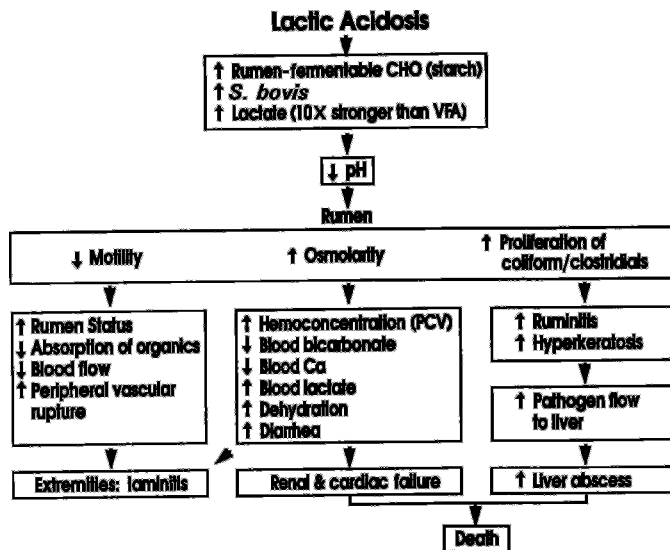 Lactic Acidosis
↑ Rumen-fermentable CHO (starch)
↑ S. bovis
↑ Lactate (10X stronger than VFA)
↓ pH
Rumen
↓ Motility
↑ Osmolarity
↑ Proliferation of
coliform/clostridials
↑ Rumen Status
↓ Absorption of organics
↓ Blood flow
↑ Peripheral vascular
rupture
↑ Hemoconcentration (PCV)
↓ Blood bicarbonate
↓ Blood Ca
↑ Blood lactate
↑ Dehydration
↑ Diarrhea
↑ Ruminitis
↑ Hyperkeratosis
↑ Pathogen flow
to liver
Extremities: laminitis
Renal & cardiac failure
↑ Liver abscess
Death